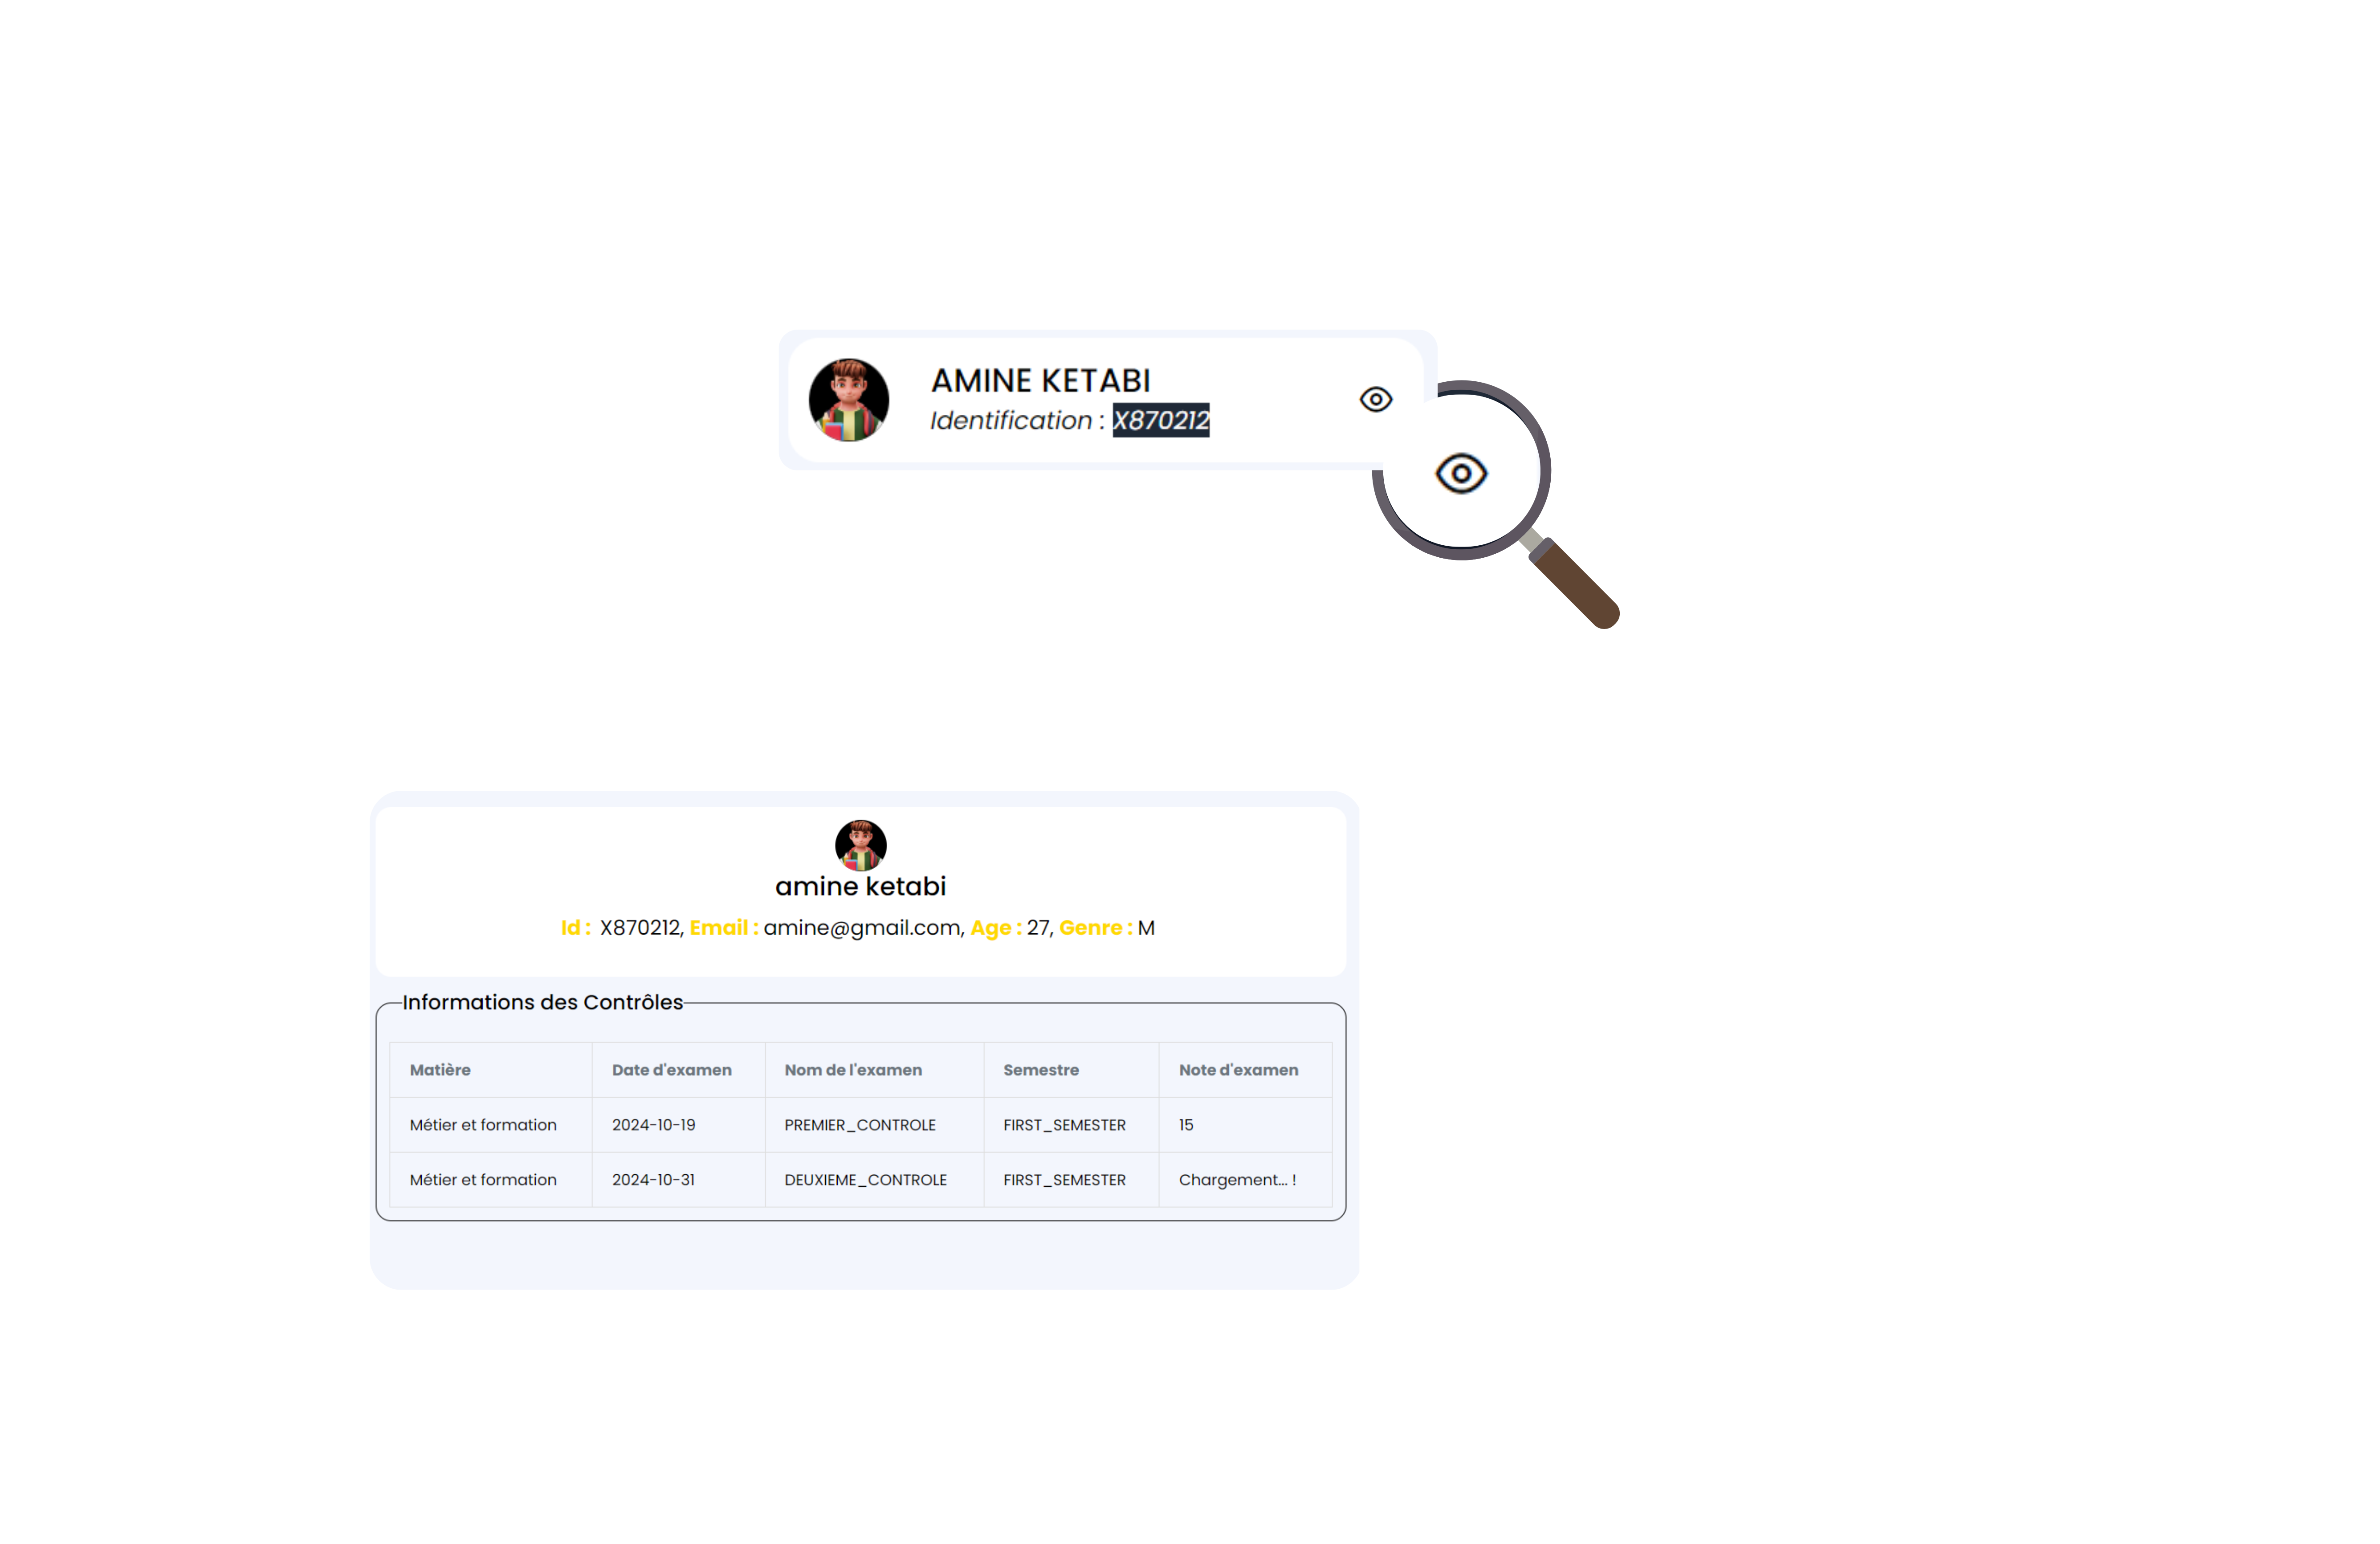 AMINE KETABI
Identification : X870212
amine ketabi
Id : X870212, Email : amine@gmail.com, Age : 27, Genre : M
Informations des Contrôles
Matière Date d'examen Nom de l'examen Semestre Note d'examen
Métier et formation 2024-10-19 PREMIER_CONTROLE FIRST_SEMESTER 15
Métier et formation 2024-10-31 DEUXIEME_CONTROLE FIRST_SEMESTER Chargement... !